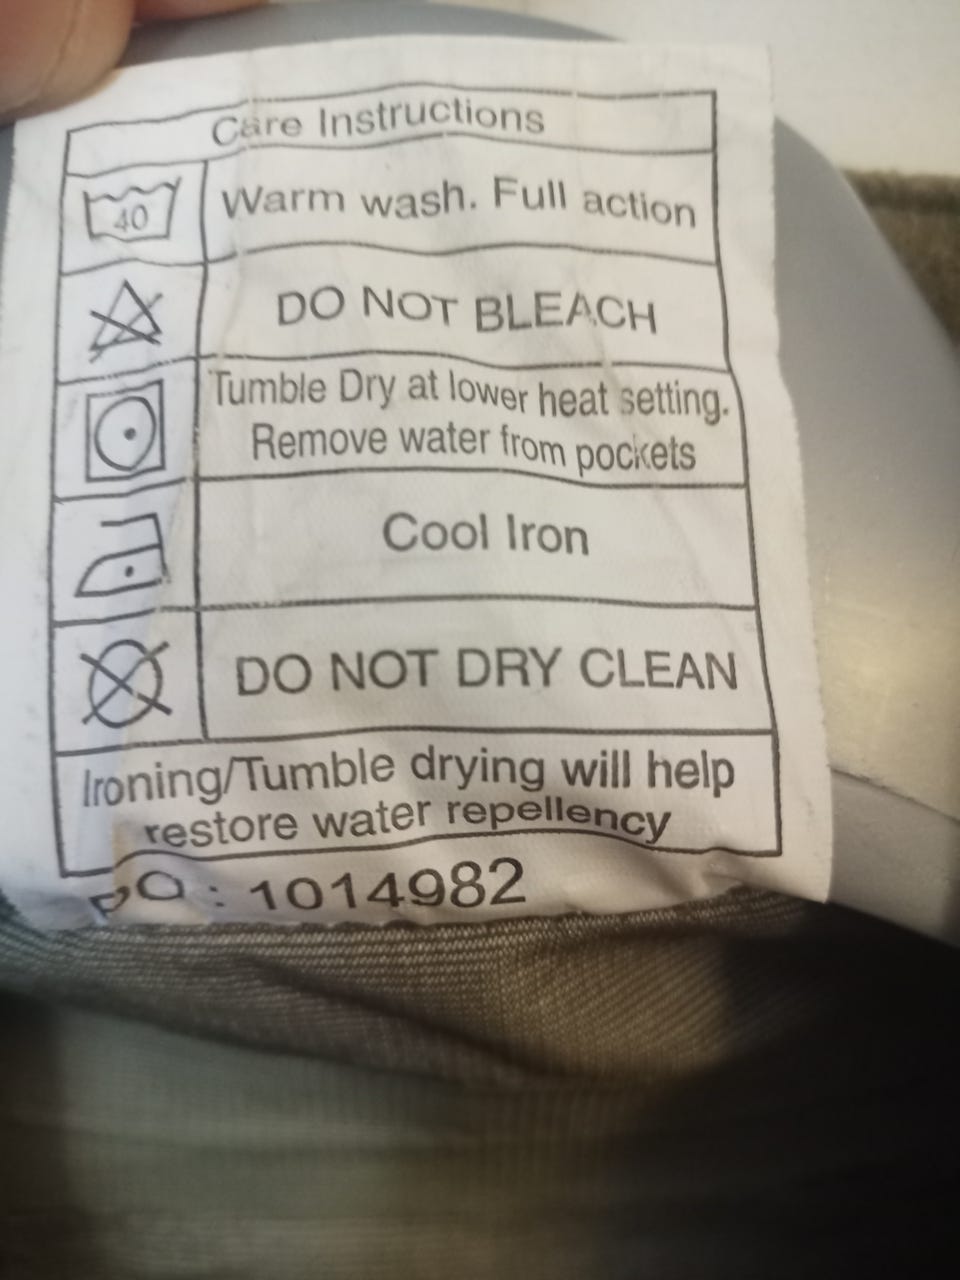 Care Instructions
40
Warm wash. Full action
DO NOT BLEACH
Tumble Dry at lower heat setting.
Remove water from pockets
Cool Iron
DO NOT DRY CLEAN
Ironing/Tumble drying will help
restore water repellency
PO : 1014982